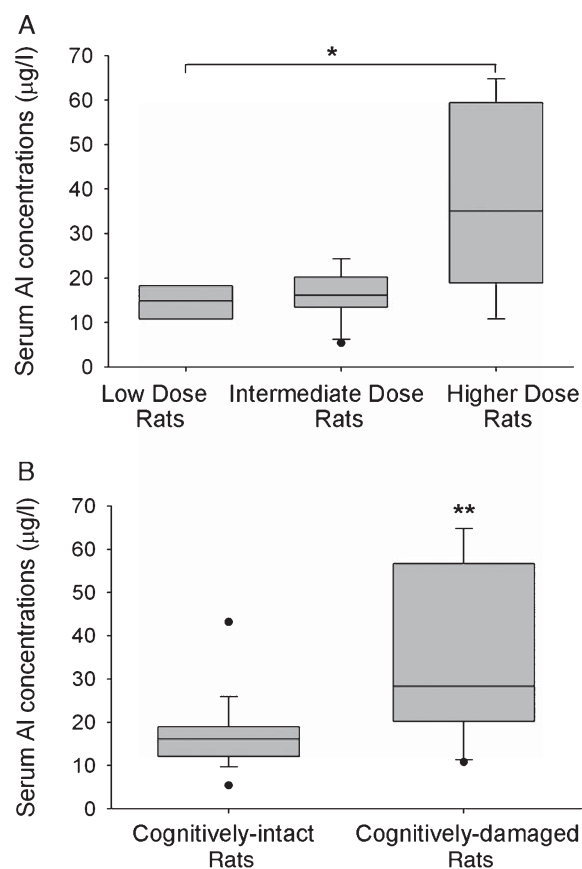 A
*
Serum Al concentrations (µg/l)
70
60
50
40
30
20
10
0
Low Dose Rats
Intermediate Dose Rats
Higher Dose Rats
B
**
Serum Al concentrations (µg/l)
70
60
50
40
30
20
10
0
Cognitively-intact Rats
Cognitively-damaged Rats